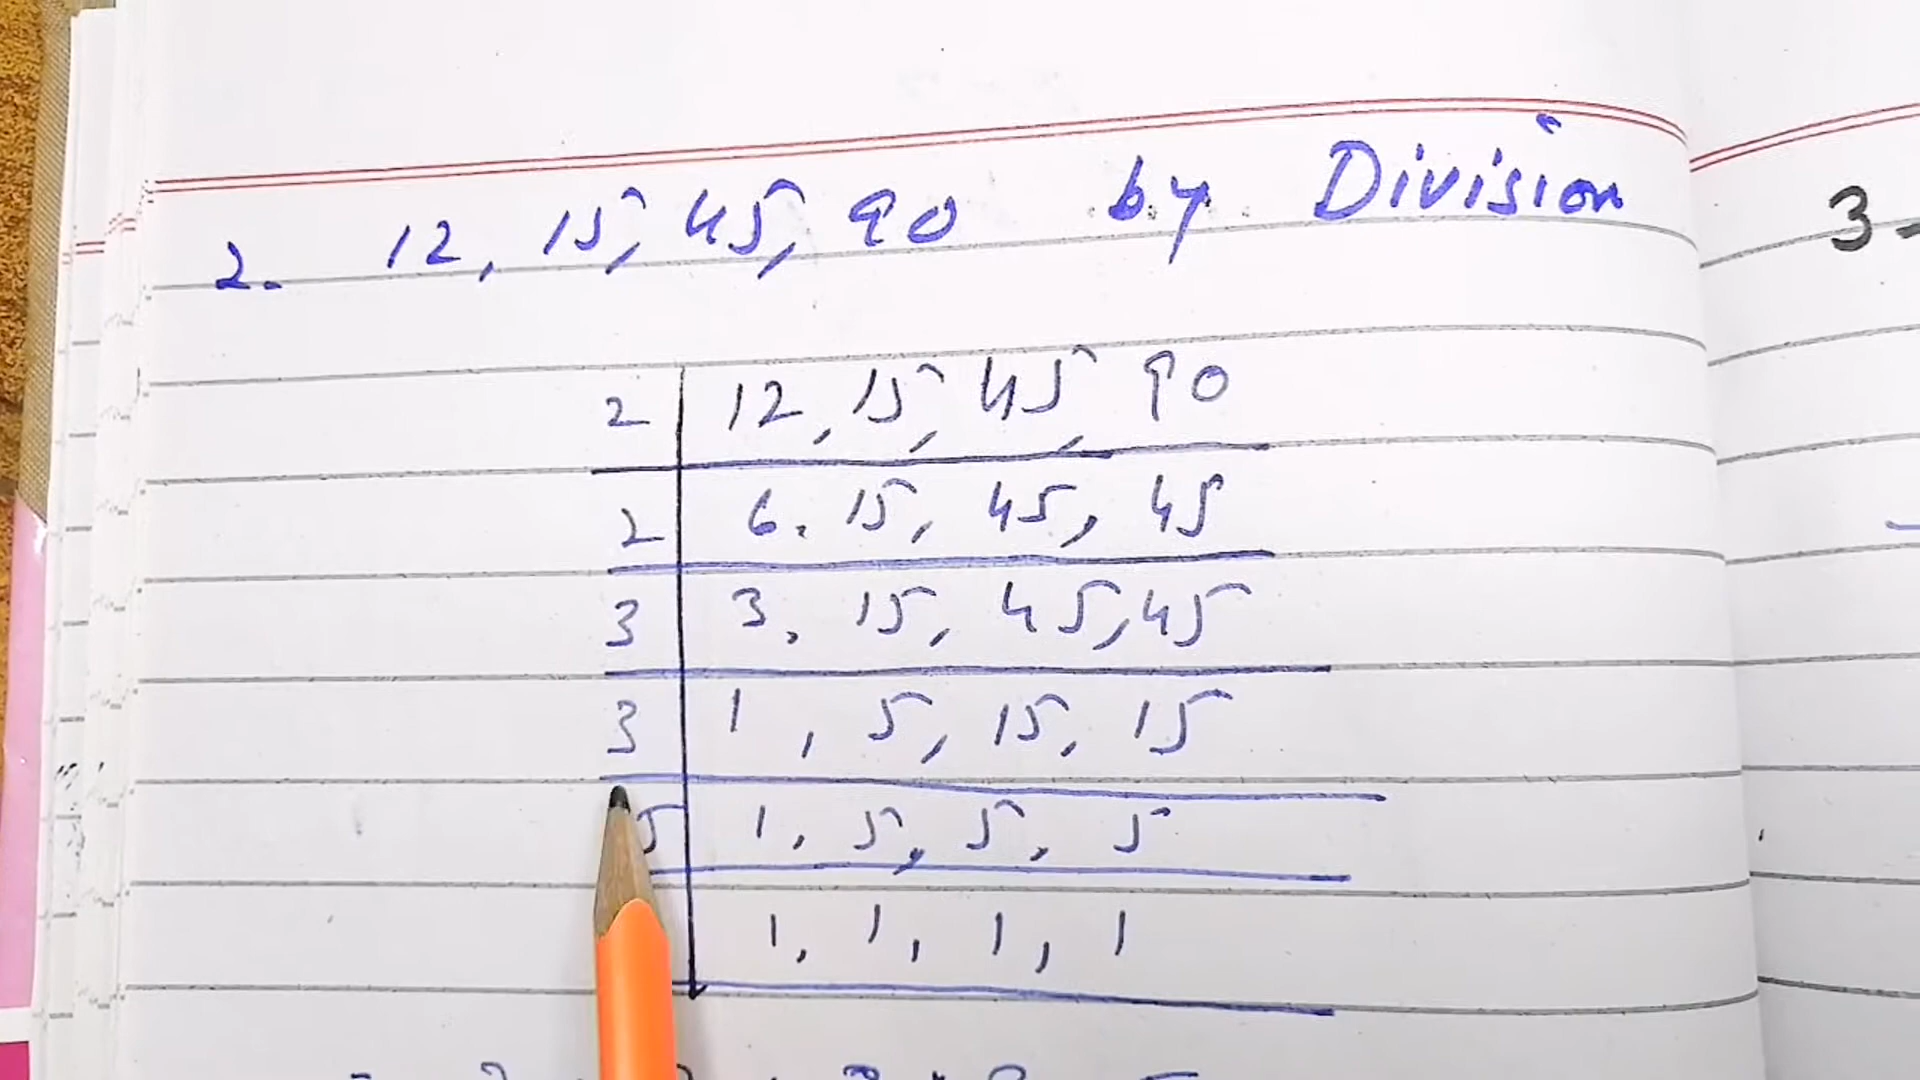 2. 12, 15, 45, 90 by Division
2 12, 15, 45, 90
2 6. 15, 45, 45
3 3. 15, 45, 45
3 1, 5, 15, 15
5 1, 5, 5, 5
1, 1, 1, 1
3